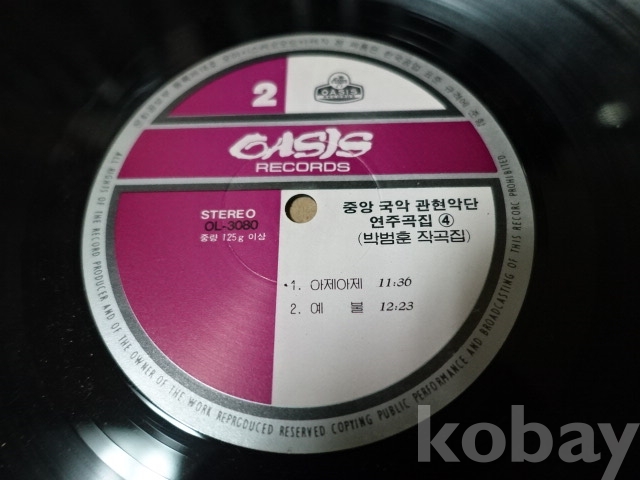 2
OASIS
RECORDS
OASIS
RECORDS
STEREO
OL-3080
중량 125g 이상
중앙 국악 관현악단
연주곡집 ④
(박범훈 작곡집)
1. 아제아제 11:36
2. 예 불 12:23
ALL RIGHTS OF THE RECORD PRODUCER AND OF THE OWNER OF THE WORK REPRODUCED RESERVED COPYING PUBLIC PERFORMANCE AND BROADCASTING OF THIS RECORD PROHIBITED
kobay